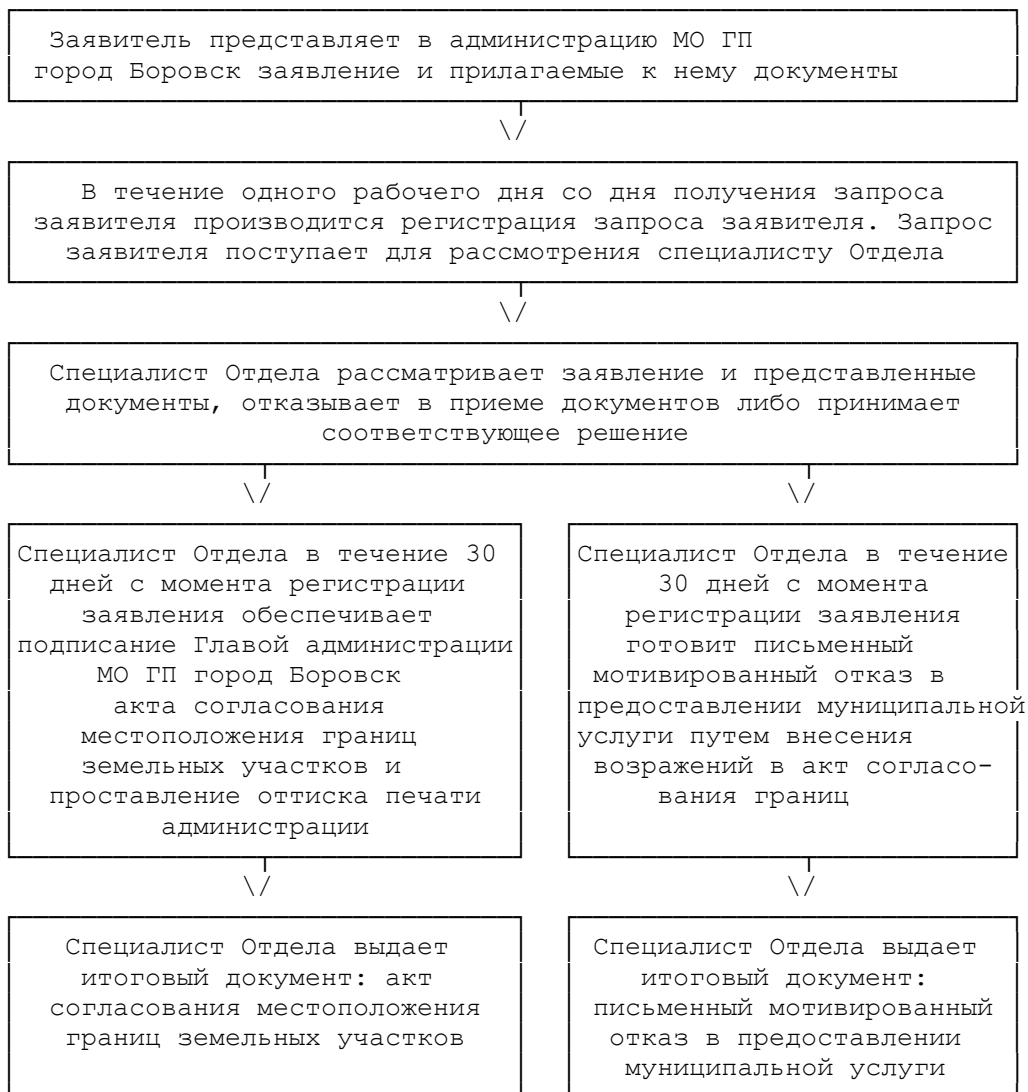 Заявитель представляет в администрацию МО ГП
город Боровск заявление и прилагаемые к нему документы
\/
В течение одного рабочего дня со дня получения запроса
заявителя производится регистрация запроса заявителя. Запрос
заявителя поступает для рассмотрения специалисту Отдела
\/
Специалист Отдела рассматривает заявление и представленные
документы, отказывает в приеме документов либо принимает
соответствующее решение
\/
\/
Специалист Отдела в течение 30
дней с момента регистрации
заявления обеспечивает
подписание Главой администрации
МО ГП город Боровск
акта согласования
местоположения границ
земельных участков и
проставление оттиска печати
администрации
Специалист Отдела в течение
30 дней с момента
регистрации заявления
готовит письменный
мотивированный отказ в
предоставлении муниципальной
услуги путем внесения
возражений в акт согласо-
вания границ
\/
\/
Специалист Отдела выдает
итоговый документ: акт
согласования местоположения
границ земельных участков
Специалист Отдела выдает
итоговый документ:
письменный мотивированный
отказ в предоставлении
муниципальной услуги